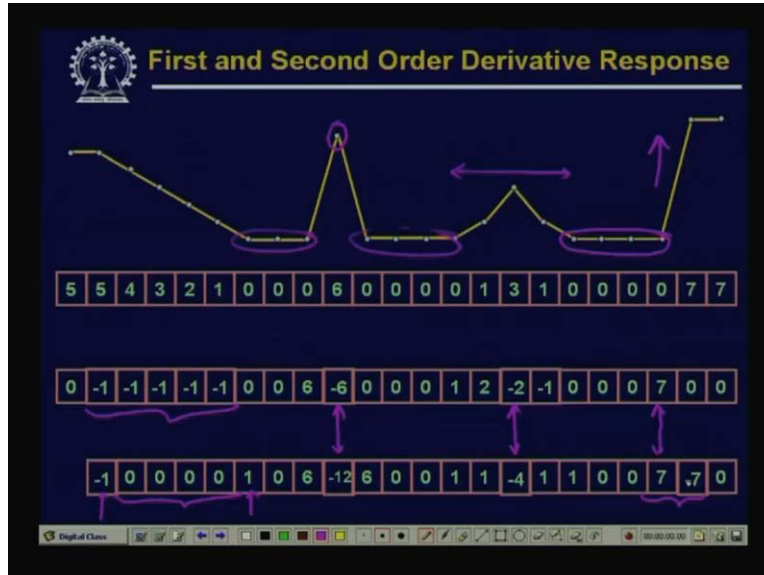 First and Second Order Derivative Response
5 5 4 3 2 1 0 0 0 6 0 0 0 0 1 3 1 0 0 0 0 7 7
0 -1 -1 -1 -1 -1 0 0 6 -6 0 0 0 1 2 -2 -1 0 0 0 7 0 0
-1 0 0 0 0 1 0 6 -12 6 0 0 1 1 -4 1 1 0 0 7 -7 0
Digital Class 00:00:00.00